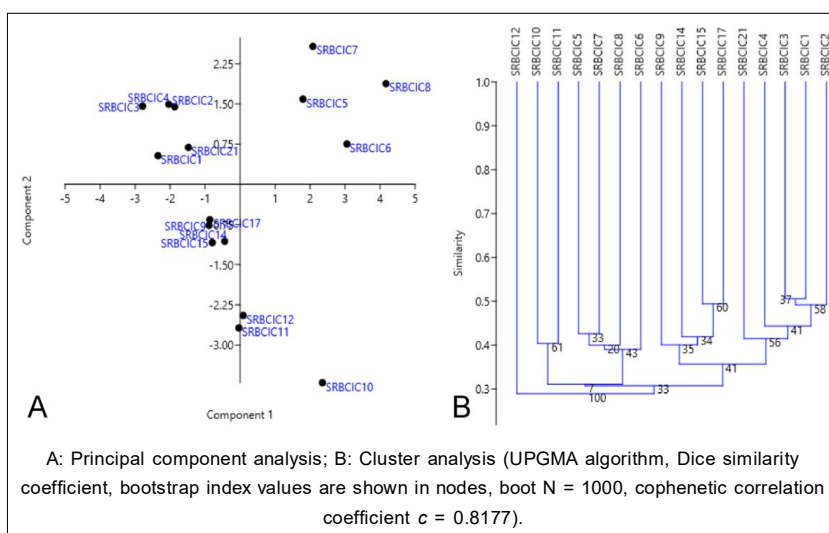 2.25
1.50
0.75
-0.75
-1.50
-2.25
-3.00
-5 -4 -3 -2 -1 1 2 3 4 5
Component 2
Component 1
SRBCIC7
SRBCIC8
SRBCIC5
SRBCIC6
SRBCIC4
SRBCIC2
SRBCIC3
SRBCIC21
SRBCIC1
SRBCIC17
SRBCIC9
SRBCIC14
SRBCIC15
SRBCIC12
SRBCIC11
SRBCIC10
A
SRBCIC12 SRBCIC10 SRBCIC11 SRBCIC5 SRBCIC7 SRBCIC8 SRBCIC6 SRBCIC9 SRBCIC14 SRBCIC15 SRBCIC17 SRBCIC21 SRBCIC4 SRBCIC3 SRBCIC1 SRBCIC2
Similarity
1.0
0.9
0.8
0.7
0.6
0.5
0.4
0.3
37
58
60
41
33
34
56
61
20
43
35
41
7
33
100
B
A: Principal component analysis; B: Cluster analysis (UPGMA algorithm, Dice similarity
coefficient, bootstrap index values are shown in nodes, boot N = 1000, cophenetic correlation
coefficient c = 0.8177).